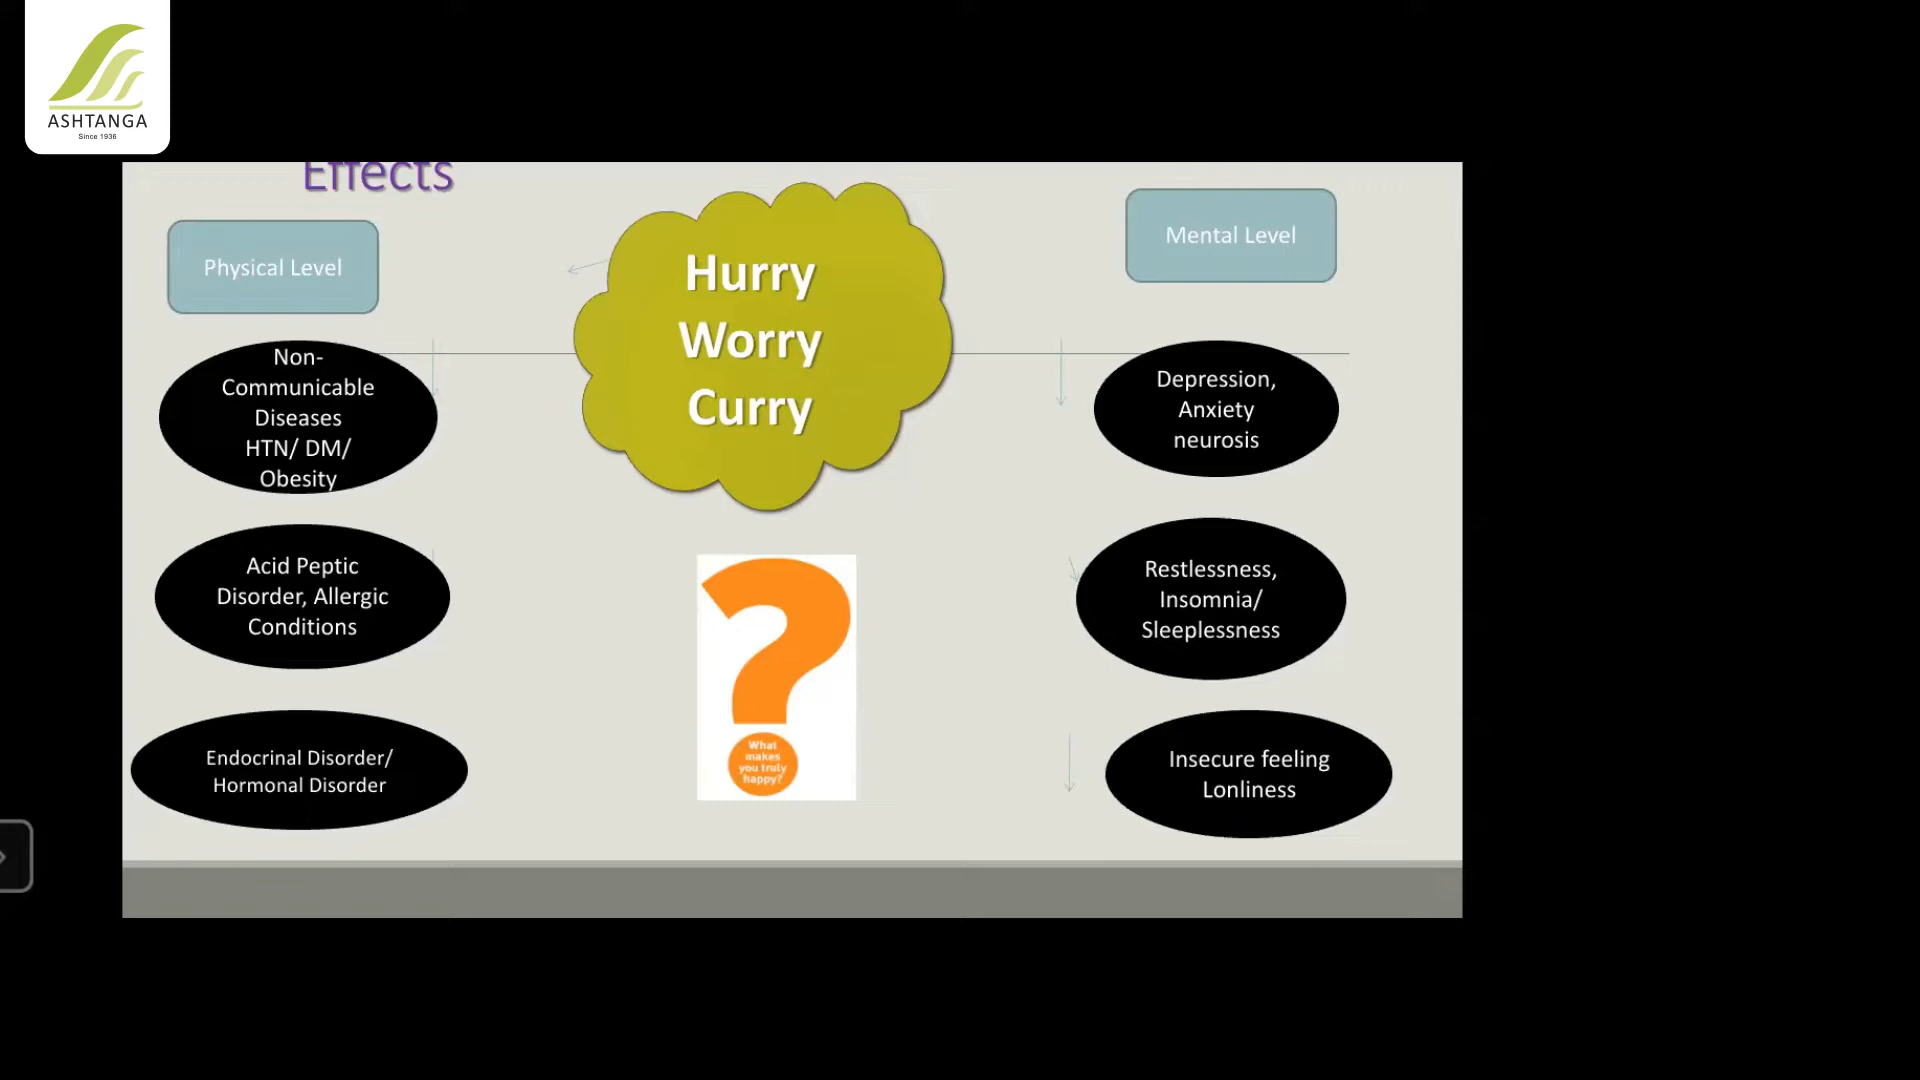 ASHTANGA
Since 1936
Effects
Physical Level
Non-
Communicable
Diseases
HTN/ DM/
Obesity
Acid Peptic
Disorder, Allergic
Conditions
Endocrinal Disorder/
Hormonal Disorder
Hurry
Worry
Curry
What
makes
you truly
happy?
Mental Level
Depression,
Anxiety
neurosis
Restlessness,
Insomnia/
Sleeplessness
Insecure feeling
Lonliness